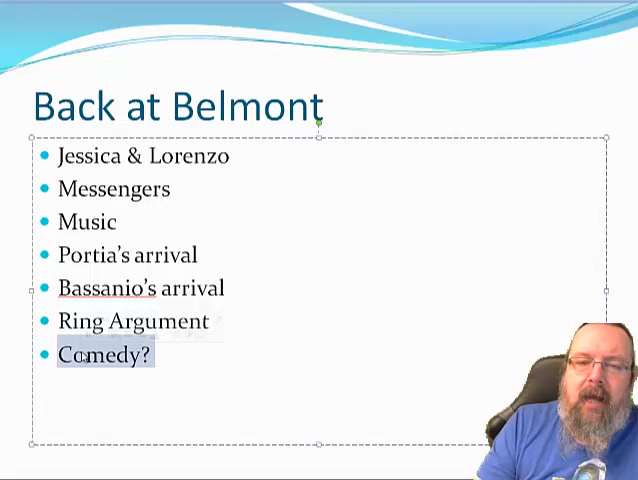 Back at Belmont
Jessica & Lorenzo
Messengers
Music
Portia's arrival
Bassanio's arrival
Ring Argument
Comedy?